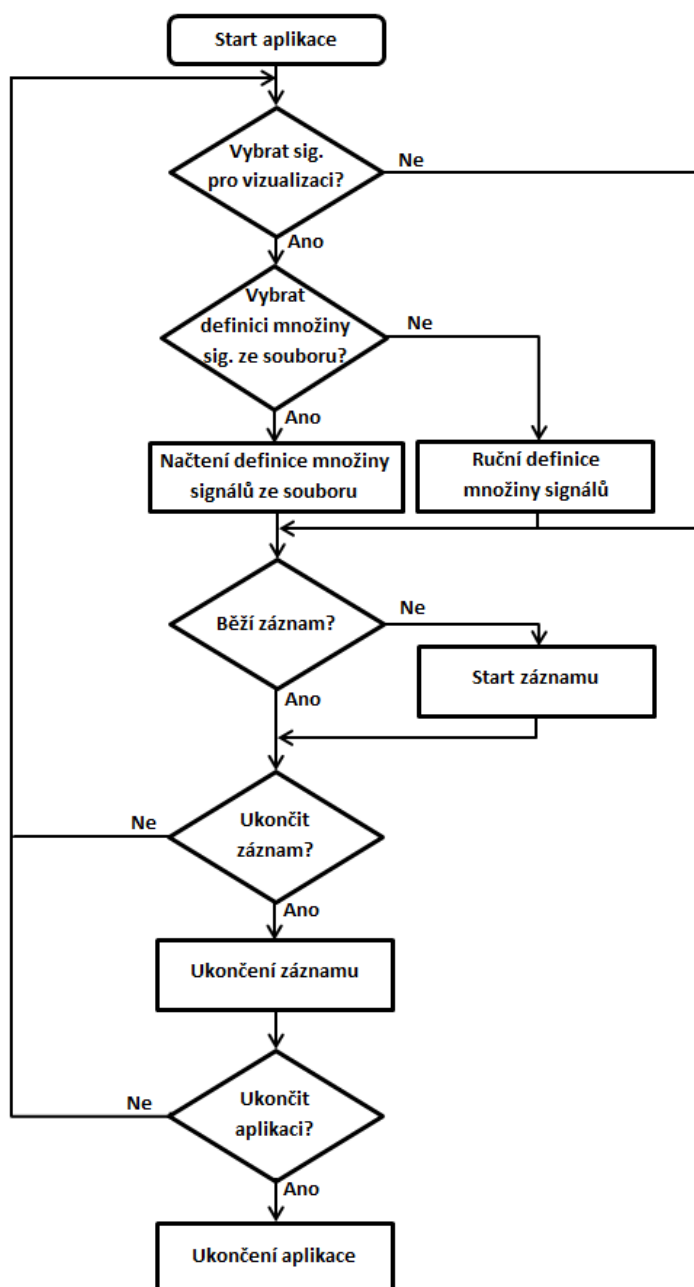 Start aplikace
Vybrat sig.
pro vizualizaci?
Ne
Ano
Vybrat
definici množiny
sig. ze souboru?
Ne
Ano
Načtení definice množiny
signálů ze souboru
Ruční definice
množiny signálů
Běží záznam?
Ne
Start záznamu
Ano
Ukončit
záznam?
Ne
Ano
Ukončení záznamu
Ukončit
aplikaci?
Ne
Ano
Ukončení aplikace